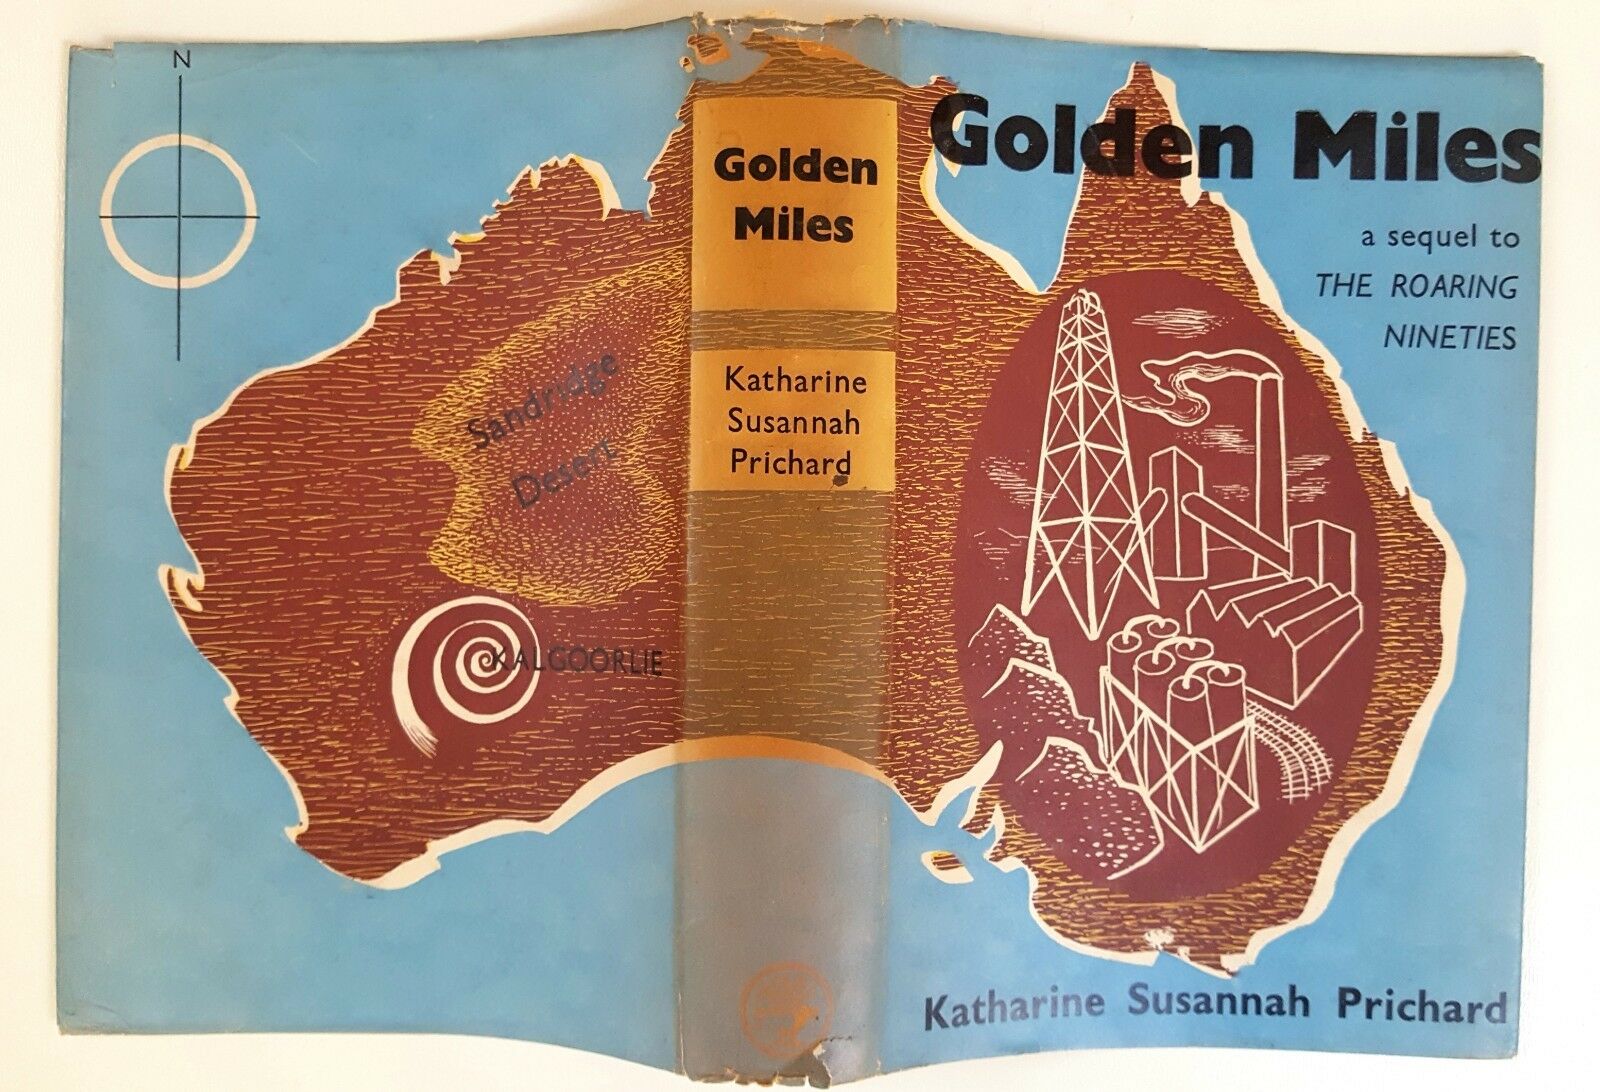 N
Sandridge
Desert
KALGOORLIE
Golden
Miles
Katharine
Susannah
Prichard
Golden Miles
a sequel to
THE ROARING
NINETIES
Katharine Susannah Prichard